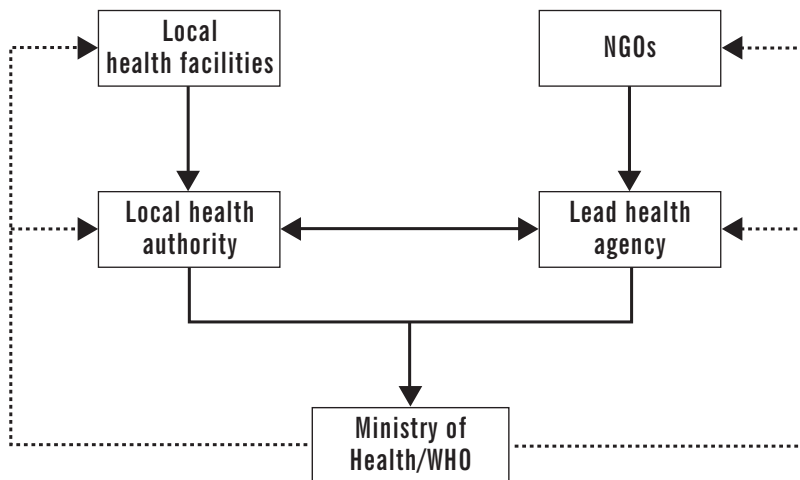 Local
health facilities
NGOs
Local health
authority
Lead health
agency
Ministry of
Health/WHO